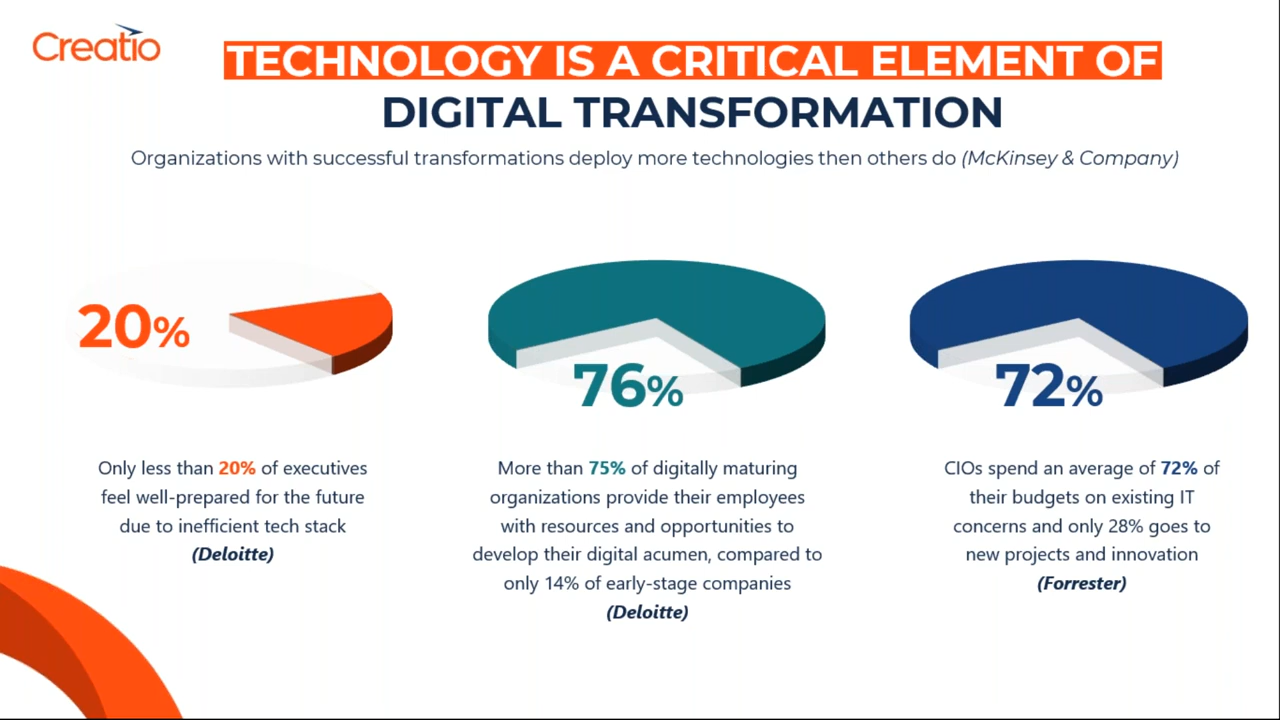 Creatio
TECHNOLOGY IS A CRITICAL ELEMENT OF
DIGITAL TRANSFORMATION
Organizations with successful transformations deploy more technologies then others do (McKinsey & Company)
20%
Only less than 20% of executives
feel well-prepared for the future
due to inefficient tech stack
(Deloitte)
76%
More than 75% of digitally maturing
organizations provide their employees
with resources and opportunities to
develop their digital acumen, compared to
only 14% of early-stage companies
(Deloitte)
72%
CIOs spend an average of 72% of
their budgets on existing IT
concerns and only 28% goes to
new projects and innovation
(Forrester)